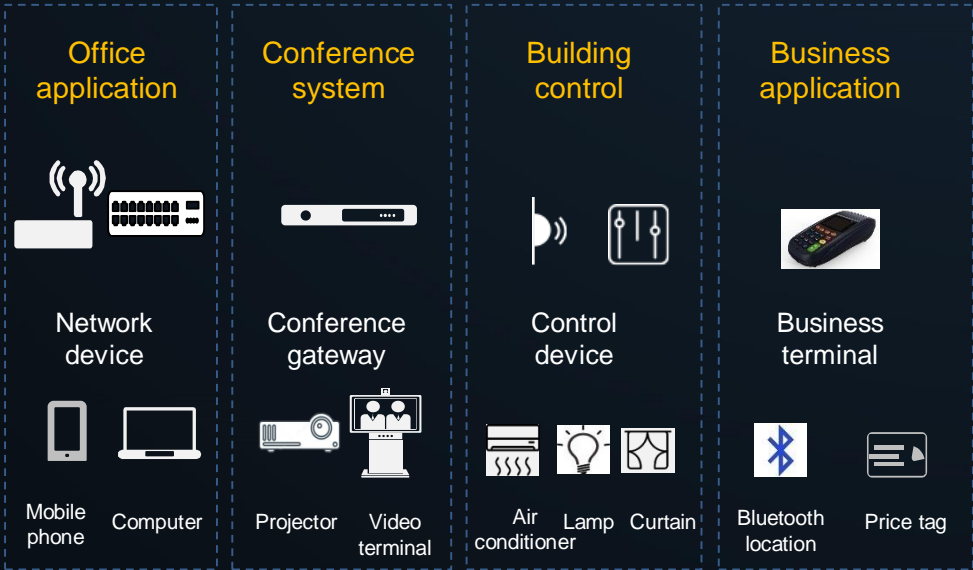 Office
application
Conference
system
Building
control
Business
application
Network
device
Conference
gateway
Control
device
Business
terminal
Mobile
phone
Computer
Projector
Video
terminal
Air
conditioner
Lamp
Curtain
Bluetooth
location
Price tag